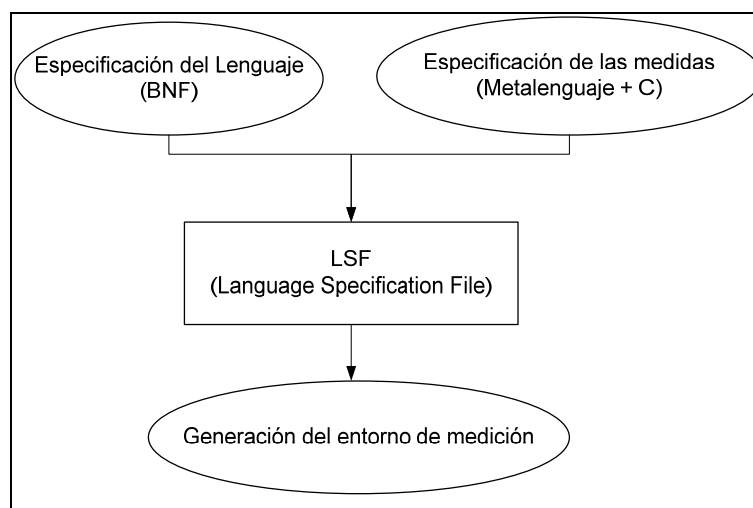 Especificación del Lenguaje
(BNF)
Especificación de las medidas
(Metalenguaje + C)
LSF
(Language Specification File)
Generación del entorno de medición